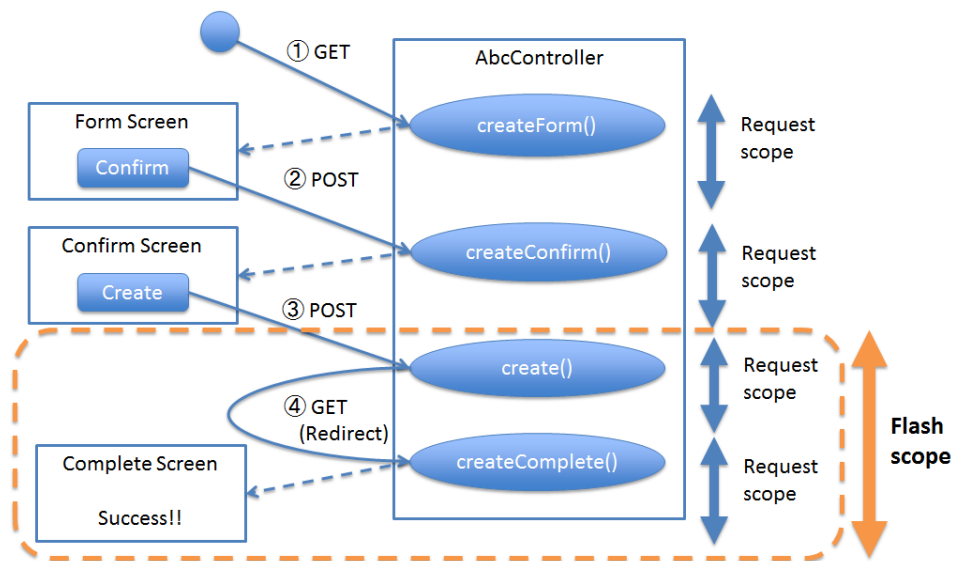 ① GET
AbcController
createForm()
Request
scope
Form Screen
Confirm
② POST
createConfirm()
Request
scope
Confirm Screen
Create
③ POST
create()
Request
scope
④ GET
(Redirect)
createComplete()
Request
scope
Flash
scope
Complete Screen
Success!!